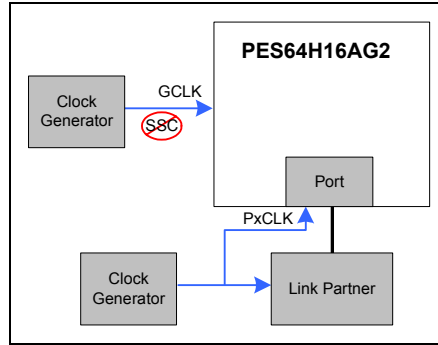 PES64H16AG2
Clock
Generator
GCLK
SSC
Port
PxCLK
Clock
Generator
Link Partner